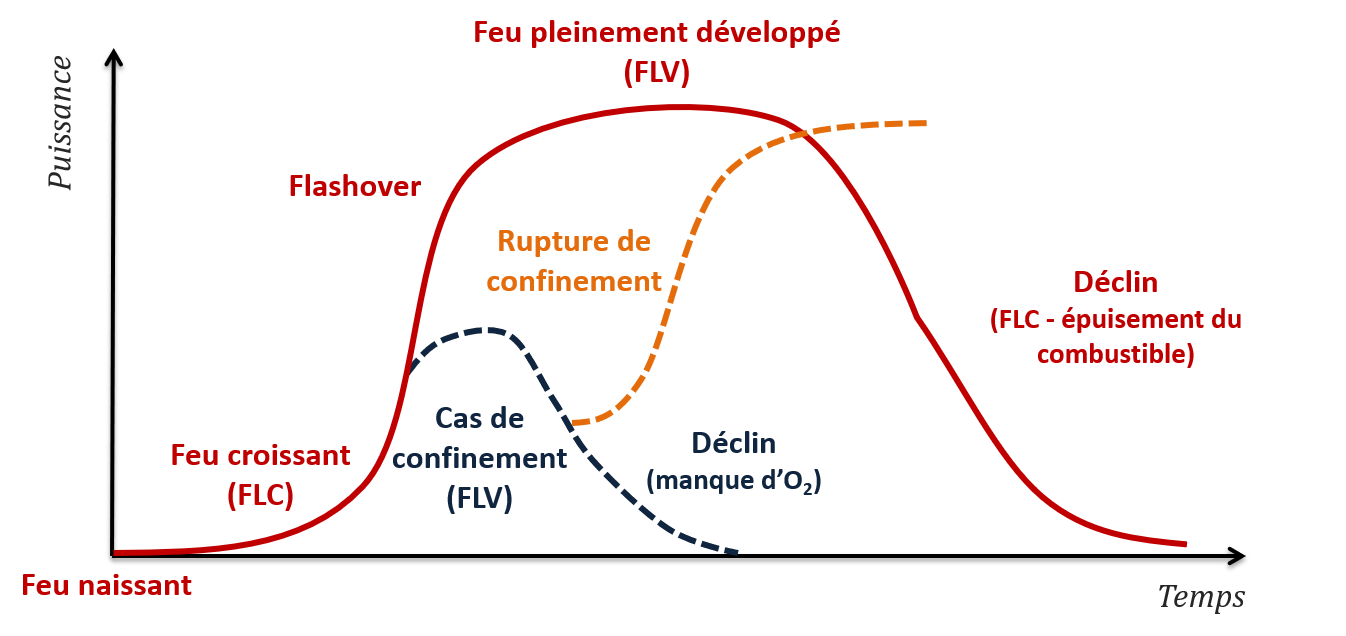 Feu pleinement développé
(FLV)
Puissance
Flashover
Rupture de
confinement
Déclin
(FLC - épuisement du
combustible)
Cas de
confinement
(FLV)
Déclin
(manque d’O₂)
Feu croissant
(FLC)
Feu naissant
Temps